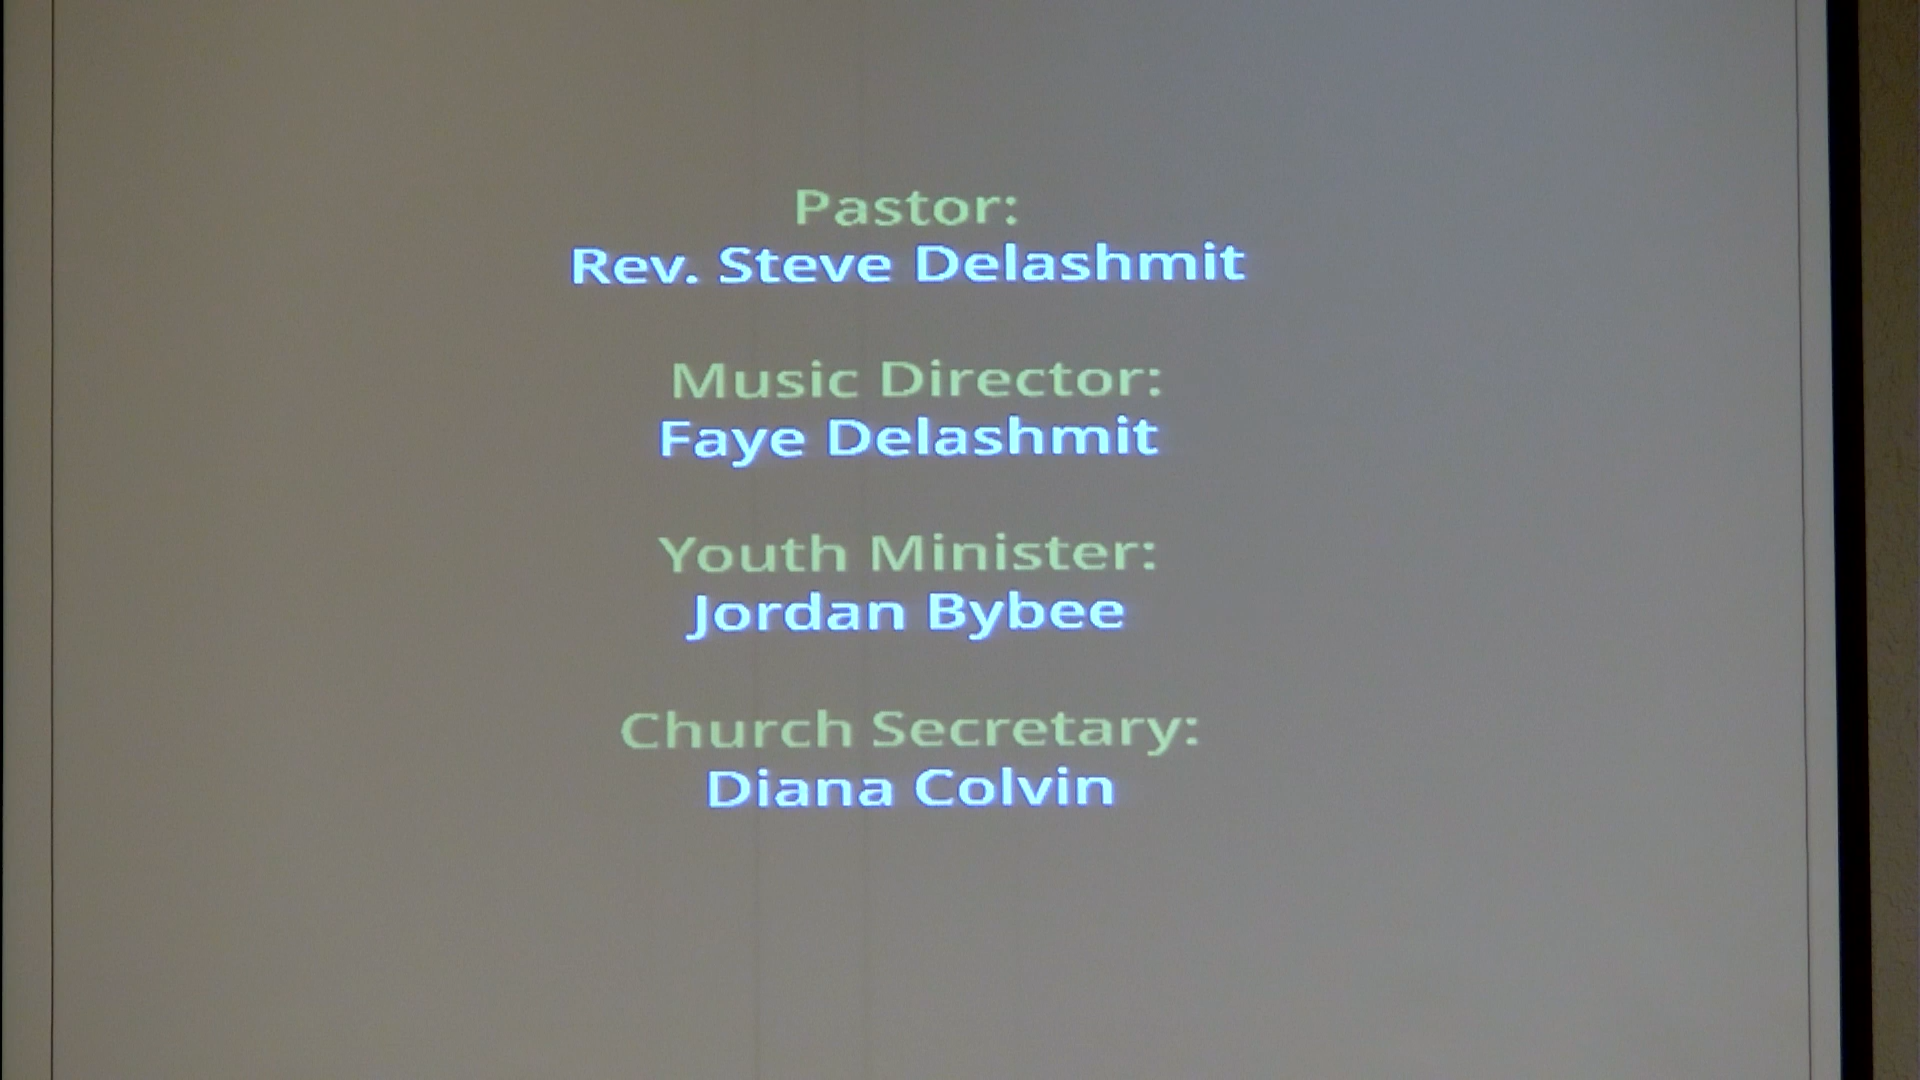 Pastor:
Rev. Steve Delashmit
Music Director:
Faye Delashmit
Youth Minister:
Jordan Bybee
Church Secretary:
Diana Colvin